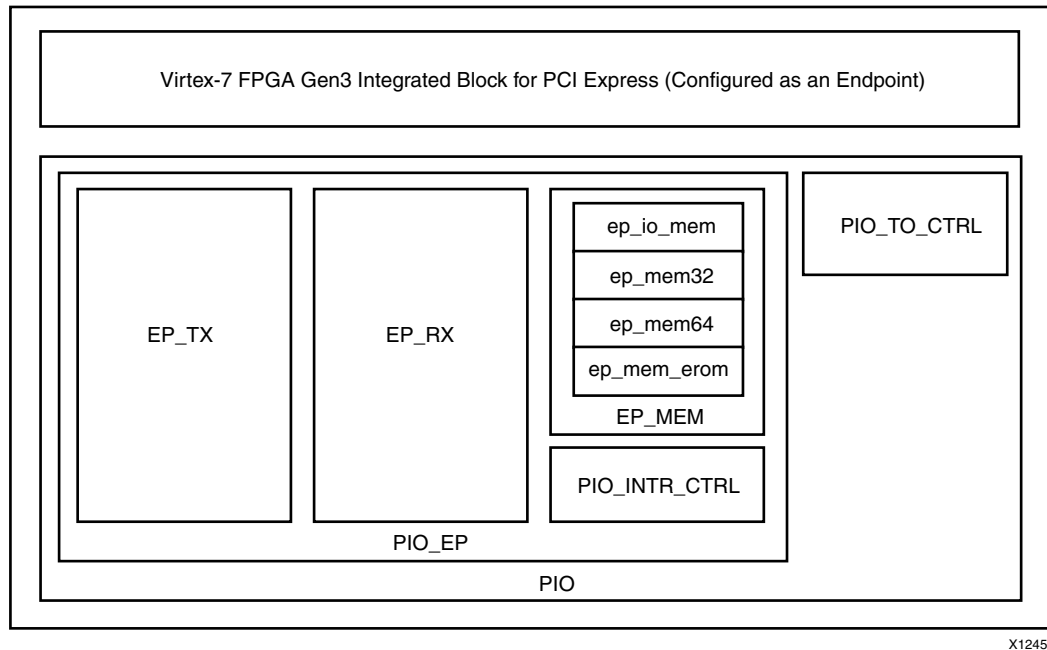 Virtex-7 FPGA Gen3 Integrated Block for PCI Express (Configured as an Endpoint)
EP_TX
EP_RX
ep_io_mem
ep_mem32
ep_mem64
ep_mem_erom
EP_MEM
PIO_INTR_CTRL
PIO_TO_CTRL
PIO_EP
PIO
X1245